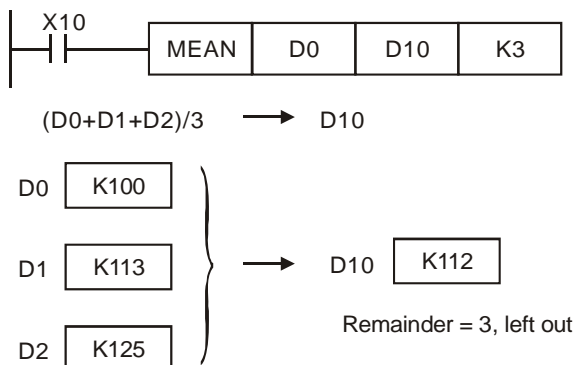 X10
MEAN D0 D10 K3
(D0+D1+D2)/3 → D10
D0 K100
D1 K113
D10 K112
Remainder = 3, left out
D2 K125